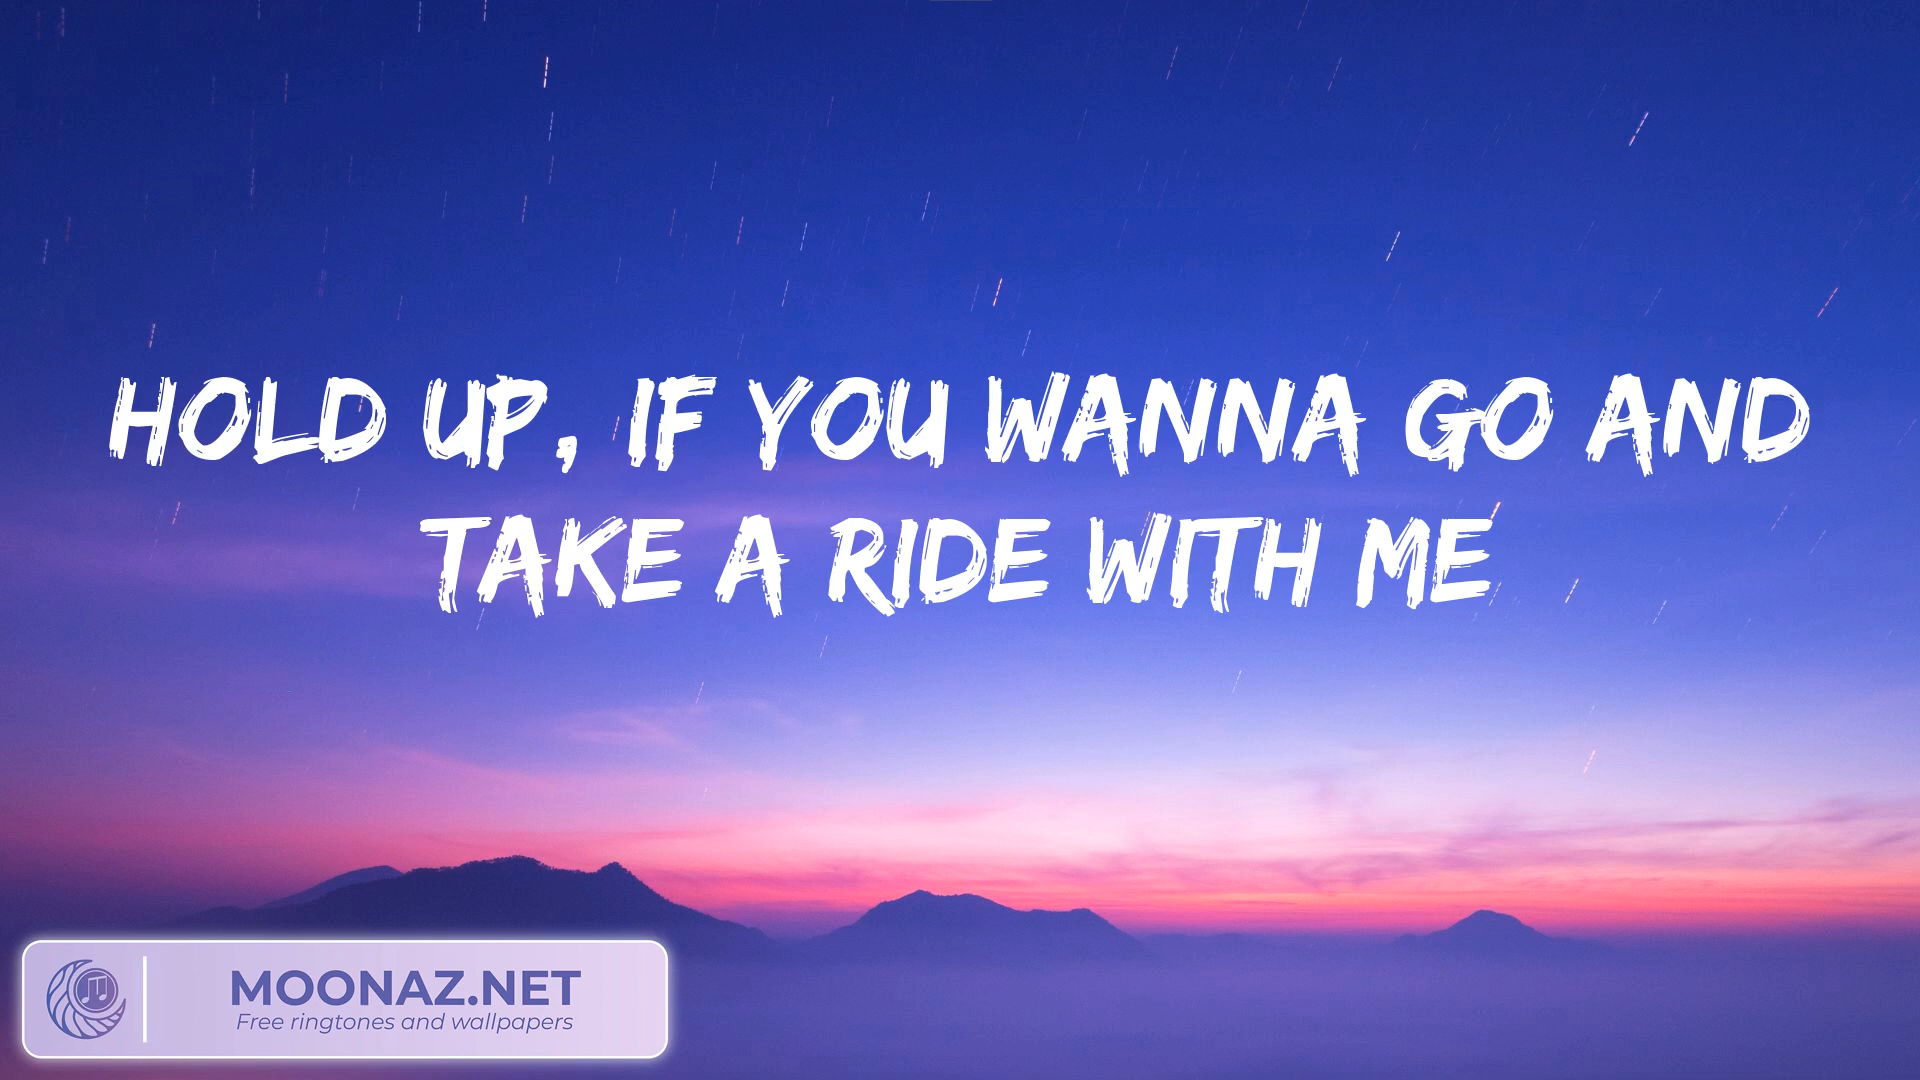 HOLD UP, IF YOU WANNA GO AND
TAKE A RIDE WITH ME
MOONAZ.NET
Free ringtones and wallpapers